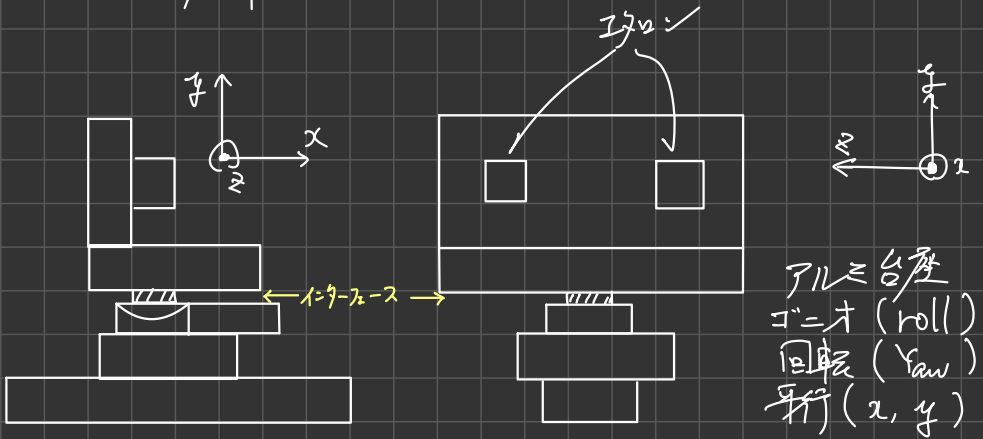 エタロン
y
x
z
y
z
x
インターフェース
アルミ台座
ゴニオ (roll)
回転 (Yaw)
平行 (x, y)